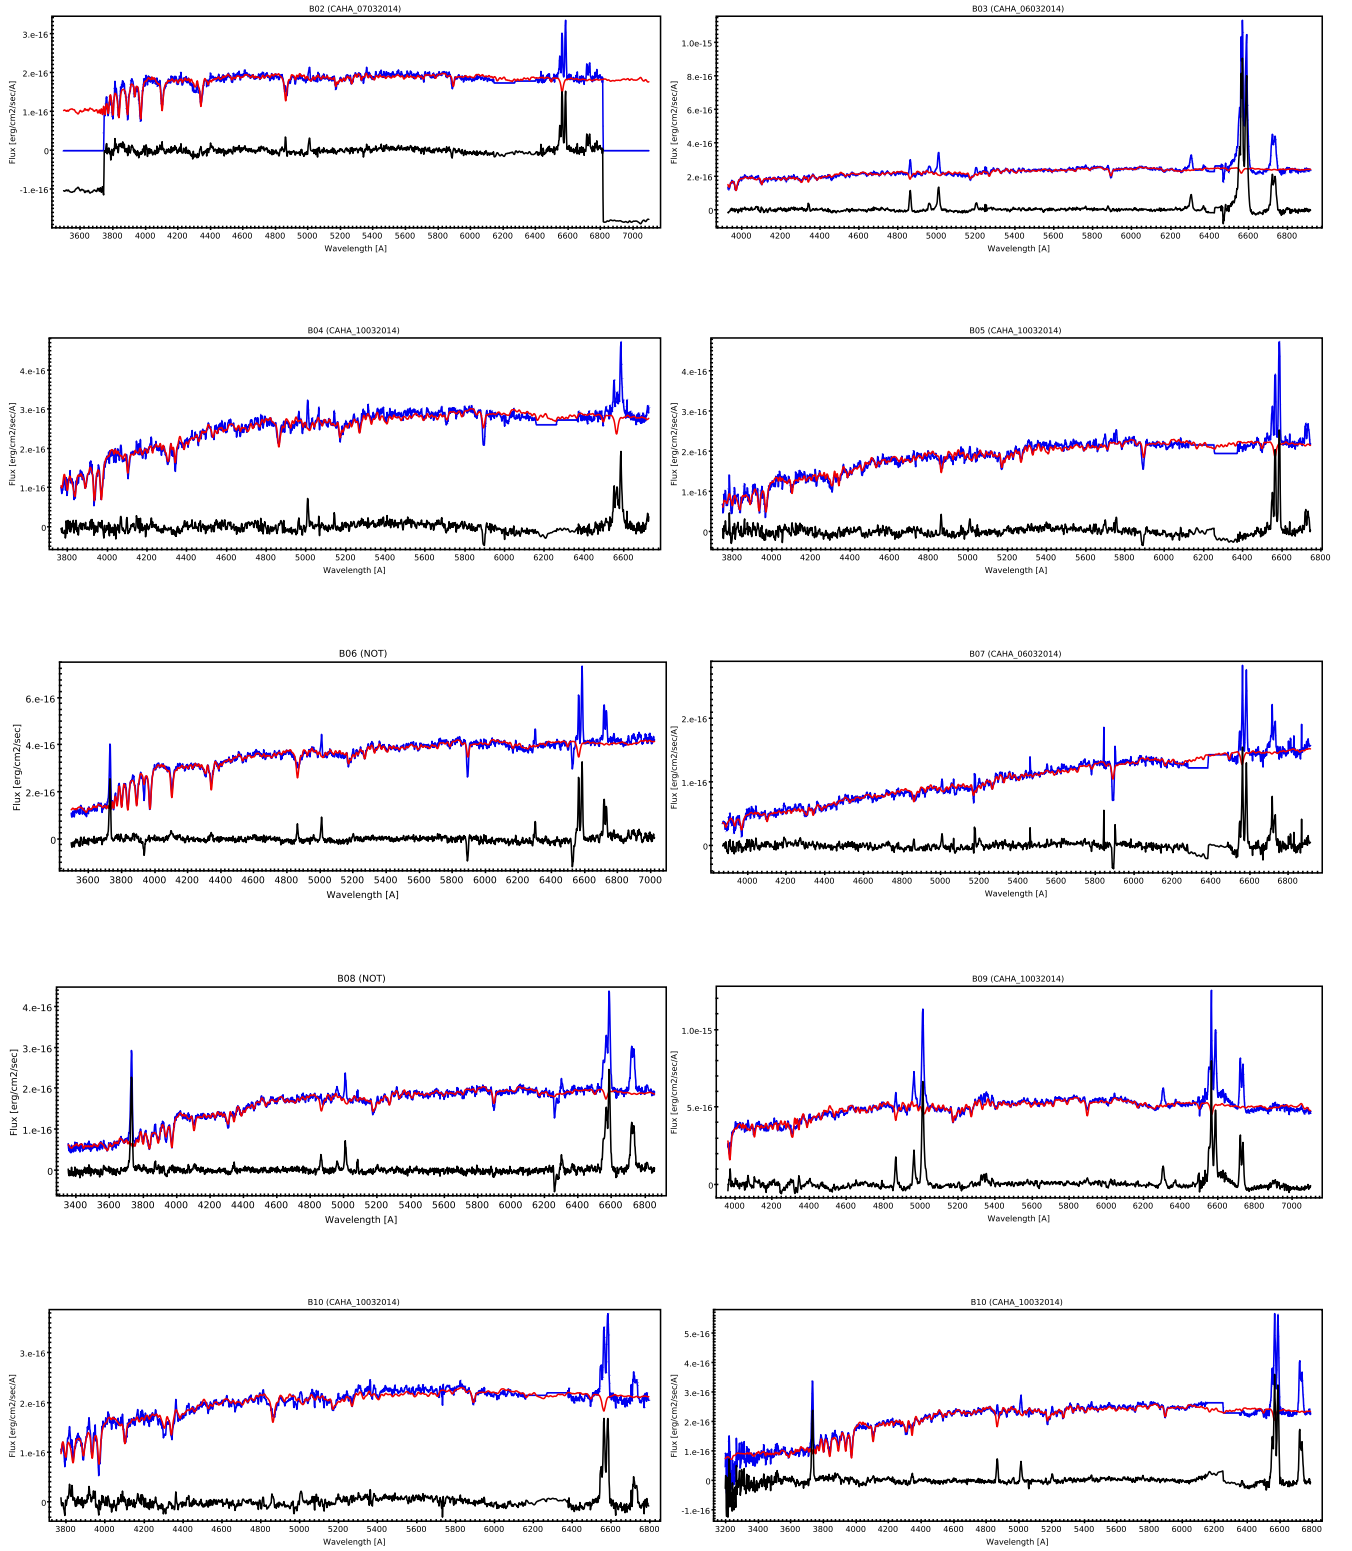 B02 (CAHA_07032014)
3.e-16
2.e-16
1.e-16
0
-1.e-16
Flux [erg/cm2/sec/A]
3600 3800 4000 4200 4400 4600 4800 5000 5200 5400 5600 5800 6000 6200 6400 6600 6800 7000
Wavelength [A]
B03 (CAHA_06032014)
1.0e-15
8.e-16
6.e-16
4.e-16
2.e-16
0
Flux [erg/cm2/sec/A]
4000 4200 4400 4600 4800 5000 5200 5400 5600 5800 6000 6200 6400 6600 6800
Wavelength [A]
B04 (CAHA_10032014)
4.e-16
3.e-16
2.e-16
1.e-16
0
Flux [erg/cm2/sec/A]
3800 4000 4200 4400 4600 4800 5000 5200 5400 5600 5800 6000 6200 6400 6600
Wavelength [A]
B05 (CAHA_10032014)
4.e-16
3.e-16
2.e-16
1.e-16
0
Flux [erg/cm2/sec/A]
3800 4000 4200 4400 4600 4800 5000 5200 5400 5600 5800 6000 6200 6400 6600 6800
Wavelength [A]
B06 (NOT)
6.e-16
4.e-16
2.e-16
0
Flux [erg/cm2/sec]
3600 3800 4000 4200 4400 4600 4800 5000 5200 5400 5600 5800 6000 6200 6400 6600 6800 7000
Wavelength [A]
B07 (CAHA_06032014)
2.e-16
1.e-16
0
Flux [erg/cm2/sec/A]
4000 4200 4400 4600 4800 5000 5200 5400 5600 5800 6000 6200 6400 6600 6800
Wavelength [A]
B08 (NOT)
4.e-16
3.e-16
2.e-16
1.e-16
0
Flux [erg/cm2/sec]
3400 3600 3800 4000 4200 4400 4600 4800 5000 5200 5400 5600 5800 6000 6200 6400 6600 6800
Wavelength [A]
B09 (CAHA_10032014)
1.0e-15
5.e-16
0
Flux [erg/cm2/sec/A]
4000 4200 4400 4600 4800 5000 5200 5400 5600 5800 6000 6200 6400 6600 6800 7000
Wavelength [A]
B10 (CAHA_10032014)
3.e-16
2.e-16
1.e-16
0
Flux [erg/cm2/sec/A]
3800 4000 4200 4400 4600 4800 5000 5200 5400 5600 5800 6000 6200 6400 6600 6800
Wavelength [A]
B10 (CAHA_10032014)
5.e-16
4.e-16
3.e-16
2.e-16
1.e-16
0
-1.e-16
Flux [erg/cm2/sec/A]
3200 3400 3600 3800 4000 4200 4400 4600 4800 5000 5200 5400 5600 5800 6000 6200 6400 6600 6800
Wavelength [A]